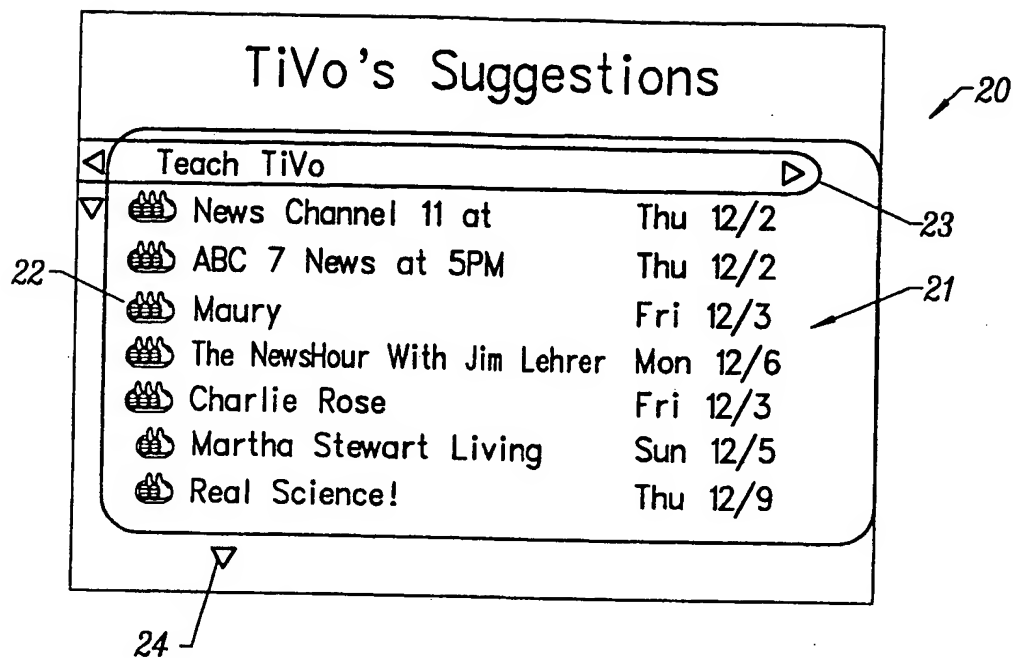 TiVo's Suggestions
20
Teach TiVo
23
News Channel 11 at Thu 12/2
ABC 7 News at 5PM Thu 12/2
22
21
Maury Fri 12/3
The NewsHour With Jim Lehrer Mon 12/6
Charlie Rose Fri 12/3
Martha Stewart Living Sun 12/5
Real Science! Thu 12/9
24